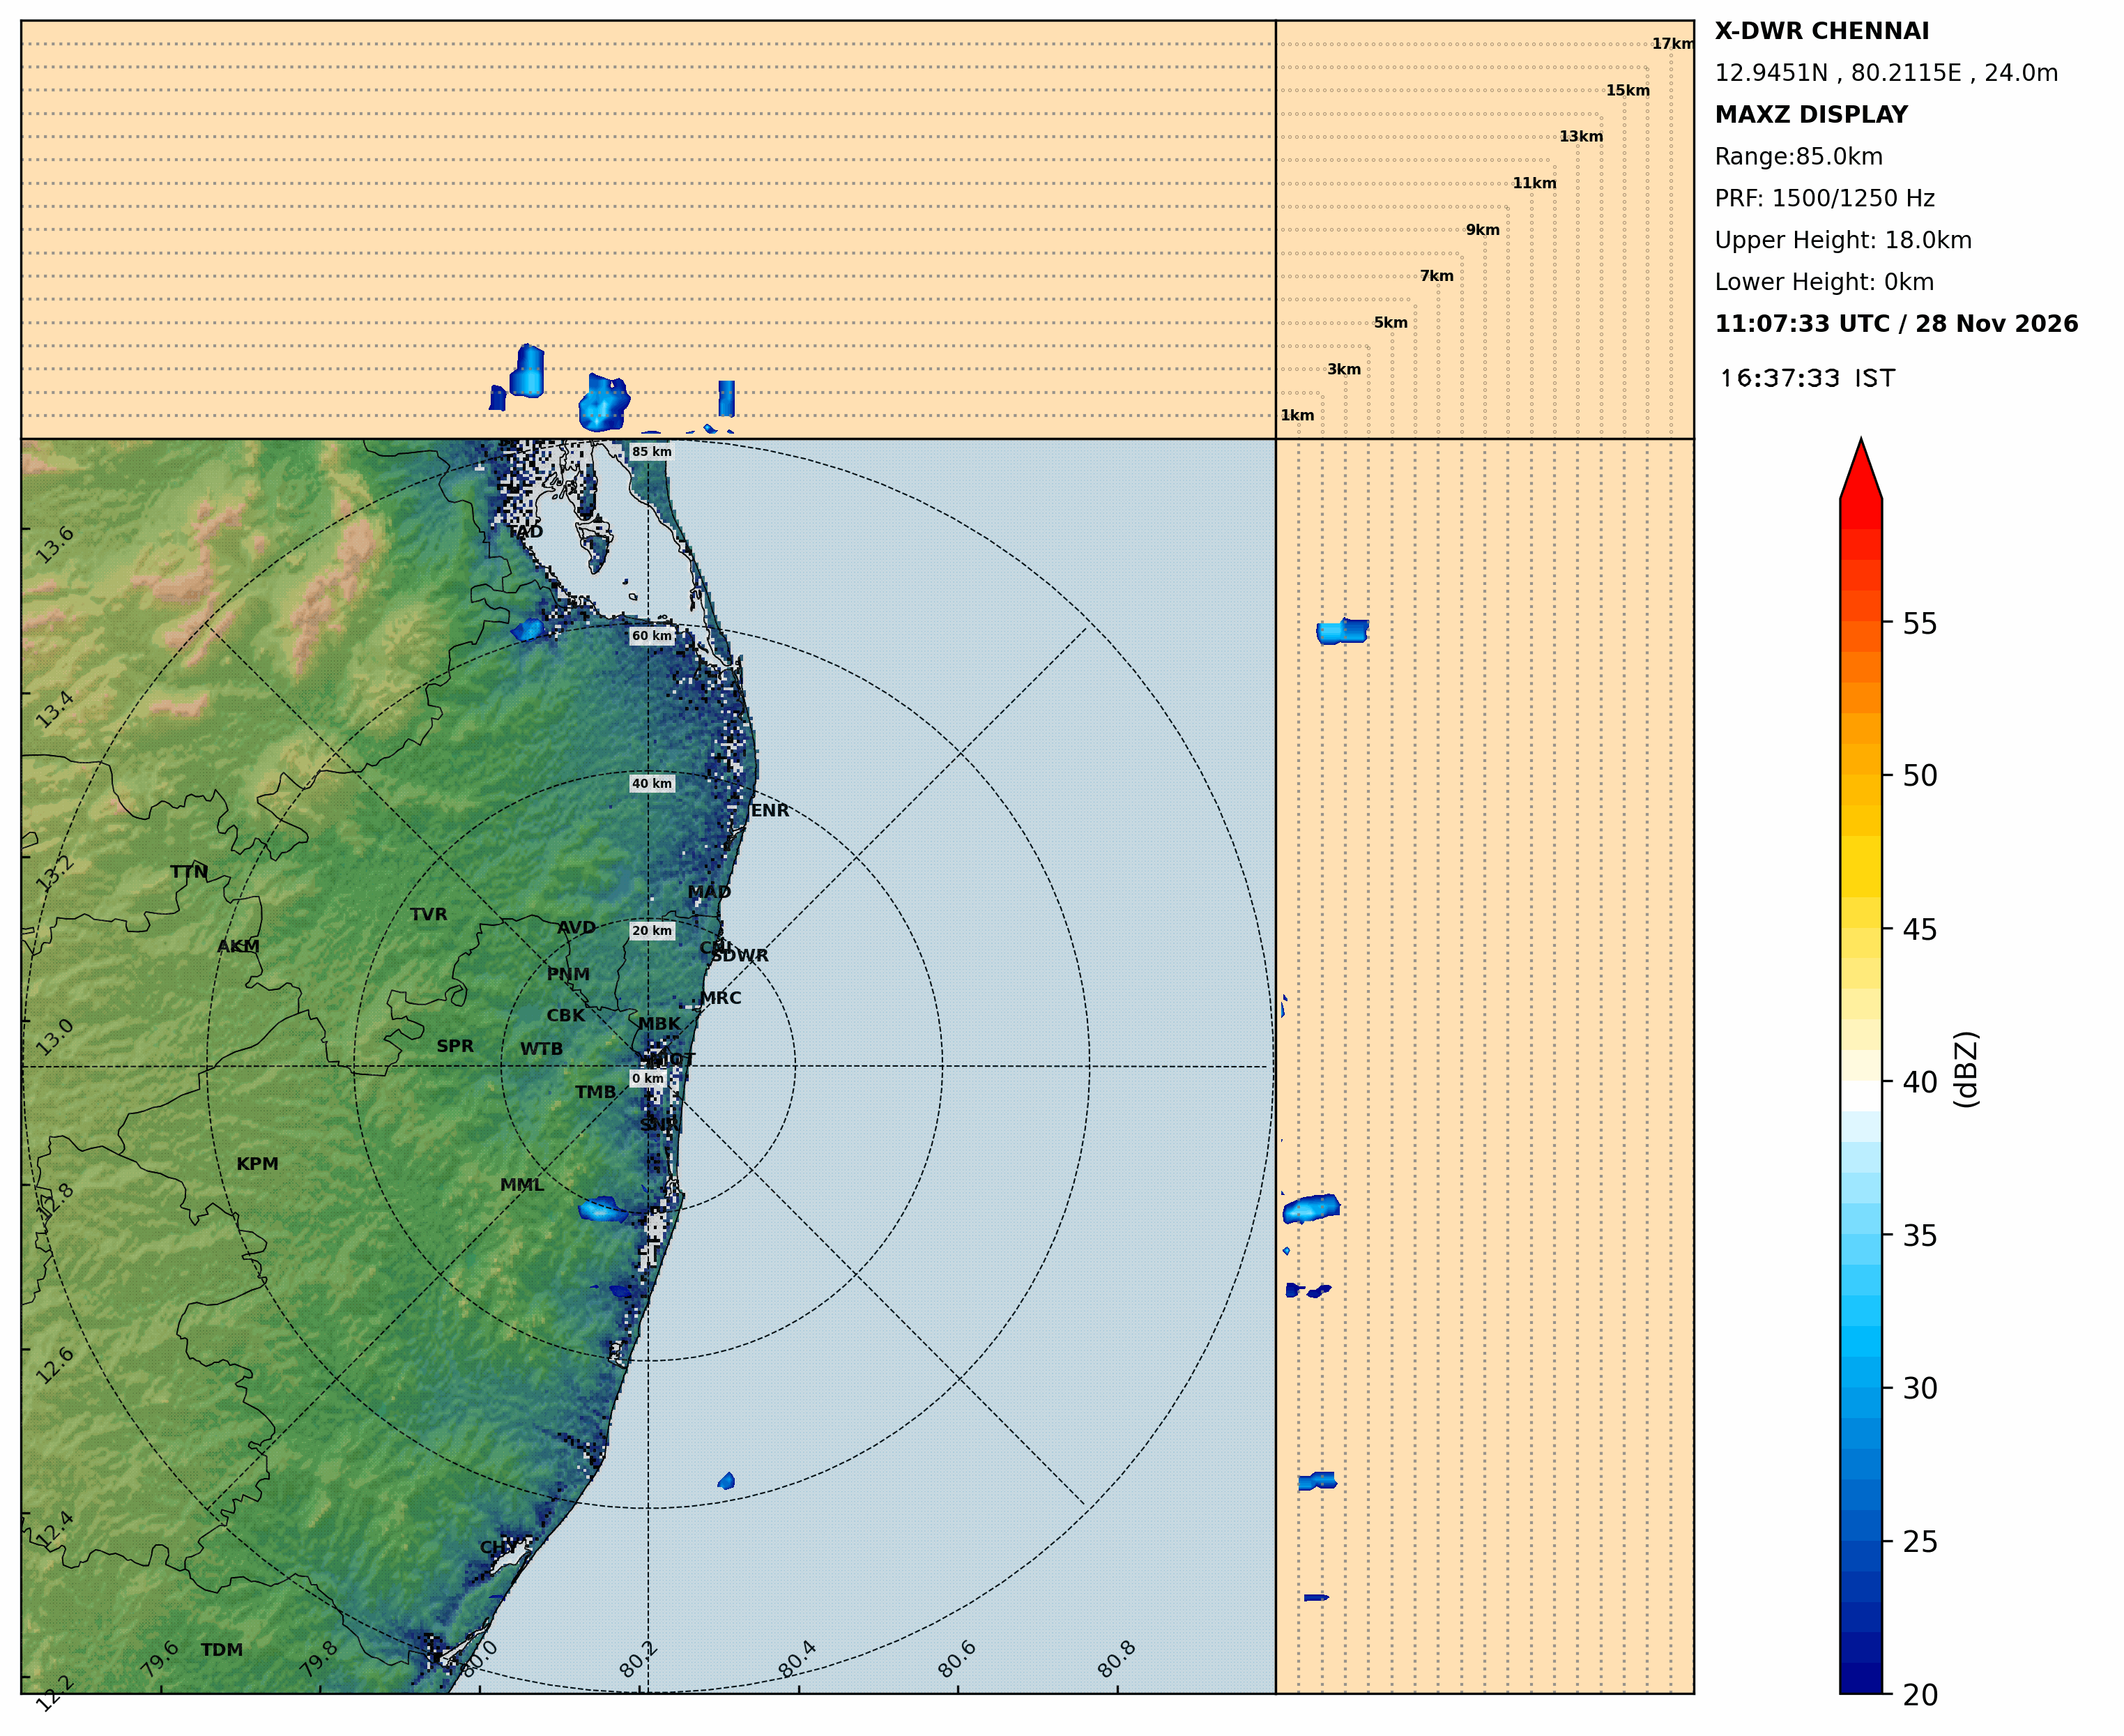 X-DWR CHENNAI
12.9451N , 80.2115E , 24.0m
MAXZ DISPLAY
Range:85.0km
PRF: 1500/1250 Hz
Upper Height: 18.0km
Lower Height: 0km
11:07:33 UTC / 28 Nov 2026
16:37:33 IST
17km
15km
13km
11km
9km
7km
5km
3km
1km
85 km
TAD
13.6
60 km
13.4
40 km
ENR
13.2
TTN
MAD
TVR
AVD
20 km
AKM
SDWR
PNM
MRC
CBK
MBK
13.0
SPR
WTB
0 km
TMB
SNR
KPM
MML
12.8
12.6
12.4
CHY
TDM
12.2
79.6
79.8
80.0
80.2
80.4
80.6
80.8
55
50
45
40
35
30
25
20
(dBZ)